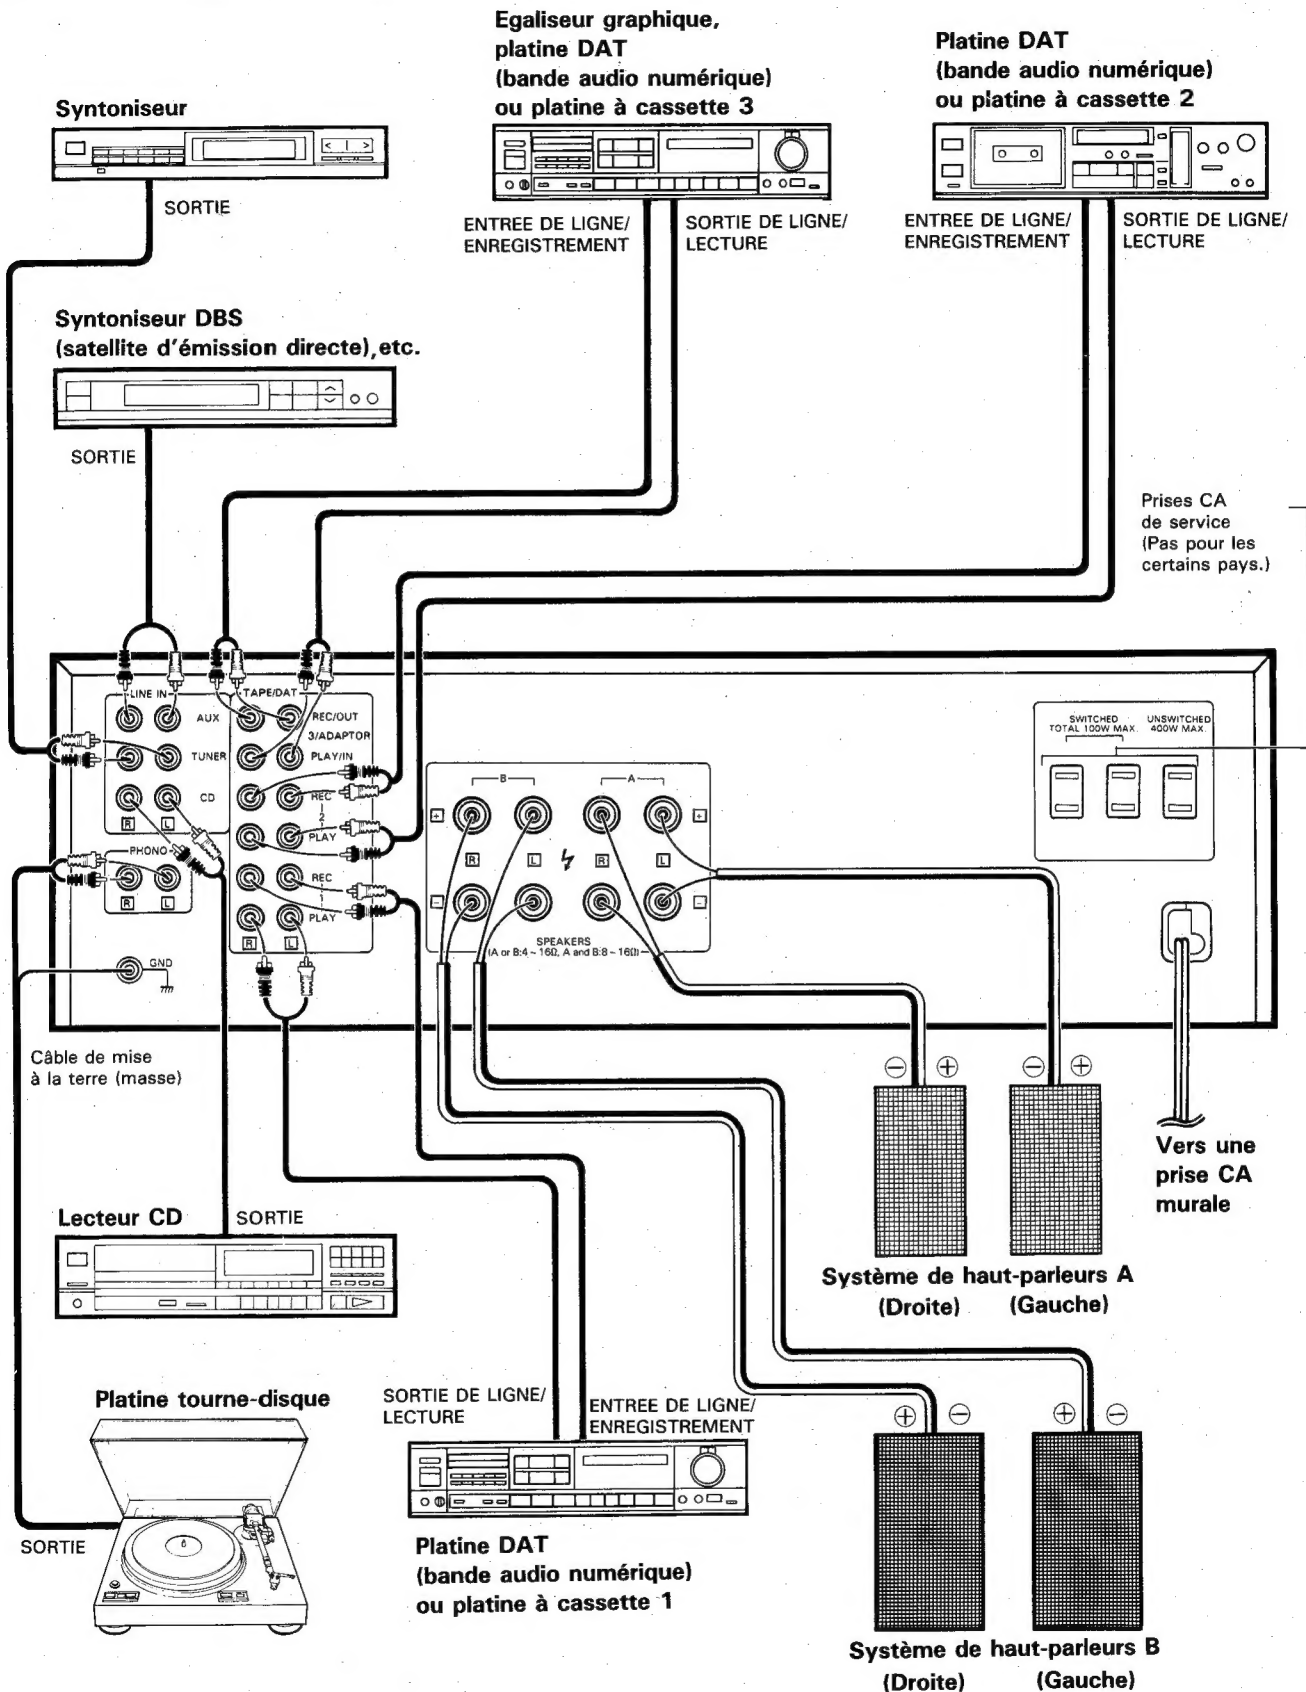 Egaliseur graphique,
platine DAT
(bande audio numérique)
ou platine à cassette 3
Platine DAT
(bande audio numérique)
ou platine à cassette 2
Syntoniseur
SORTIE
ENTREE DE LIGNE/
ENREGISTREMENT
SORTIE DE LIGNE/
LECTURE
ENTREE DE LIGNE/
ENREGISTREMENT
SORTIE DE LIGNE/
LECTURE
Syntoniseur DBS
(satellite d'émission directe), etc.
SORTIE
Prises CA
de service
(Pas pour les
certains pays.)
LINE IN
AUX
TUNER
CD
R L
PHONO
R L
GND
TAPE/DAT
REC/OUT
3/ADAPTOR
PLAY/IN
REC
2
PLAY
REC
1
PLAY
R L
B A
+ +
R L R L
- -
SPEAKERS
(A or B:4~16Ω, A and B:8~16Ω)
SWITCHED
TOTAL 100W MAX.
UNSWITCHED
400W MAX.
Câble de mise
à la terre (masse)
⊖ ⊕ ⊖ ⊕
Vers une
prise CA
murale
Lecteur CD
SORTIE
Système de haut-parleurs A
(Droite) (Gauche)
Platine tourne-disque
SORTIE
SORTIE DE LIGNE/
LECTURE
ENTREE DE LIGNE/
ENREGISTREMENT
Platine DAT
(bande audio numérique)
ou platine à cassette 1
⊕ ⊖ ⊕ ⊖
Système de haut-parleurs B
(Droite) (Gauche)